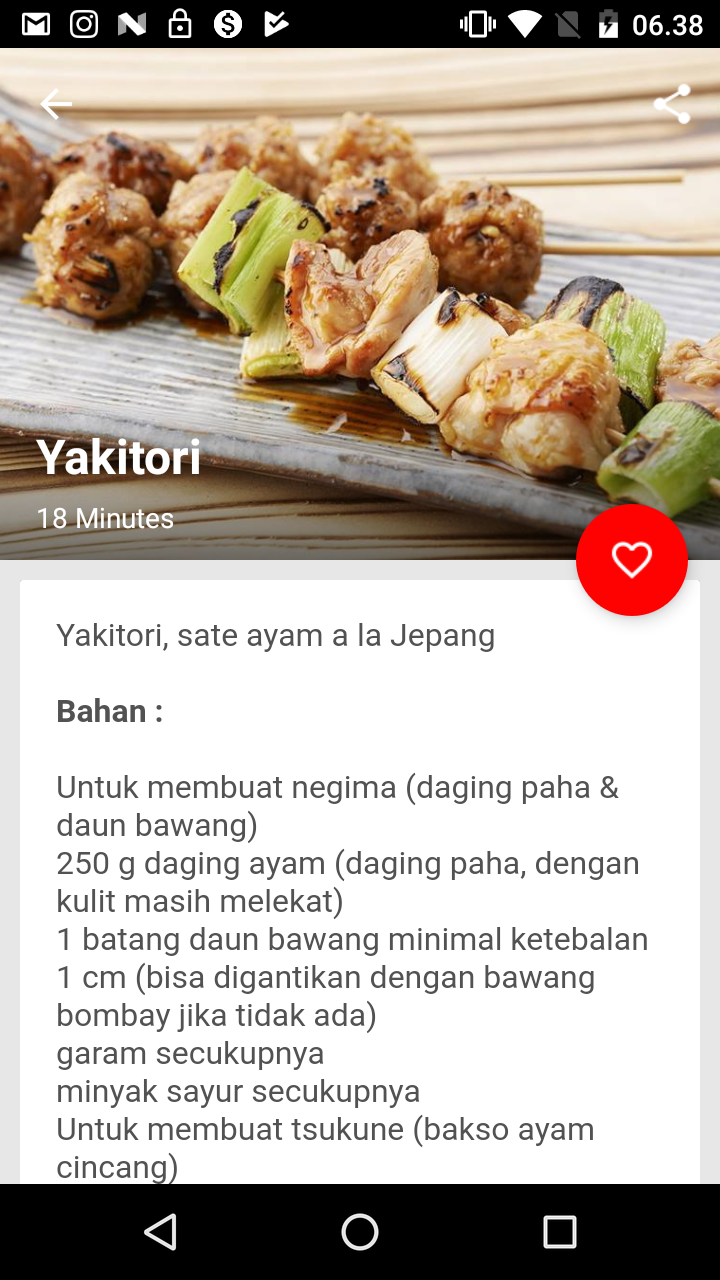 06.38
Yakitori
18 Minutes
Yakitori, sate ayam a la Jepang
Bahan :
Untuk membuat negima (daging paha &
daun bawang)
250 g daging ayam (daging paha, dengan
kulit masih melekat)
1 batang daun bawang minimal ketebalan
1 cm (bisa digantikan dengan bawang
bombay jika tidak ada)
garam secukupnya
minyak sayur secukupnya
Untuk membuat tsukune (bakso ayam
cincang)